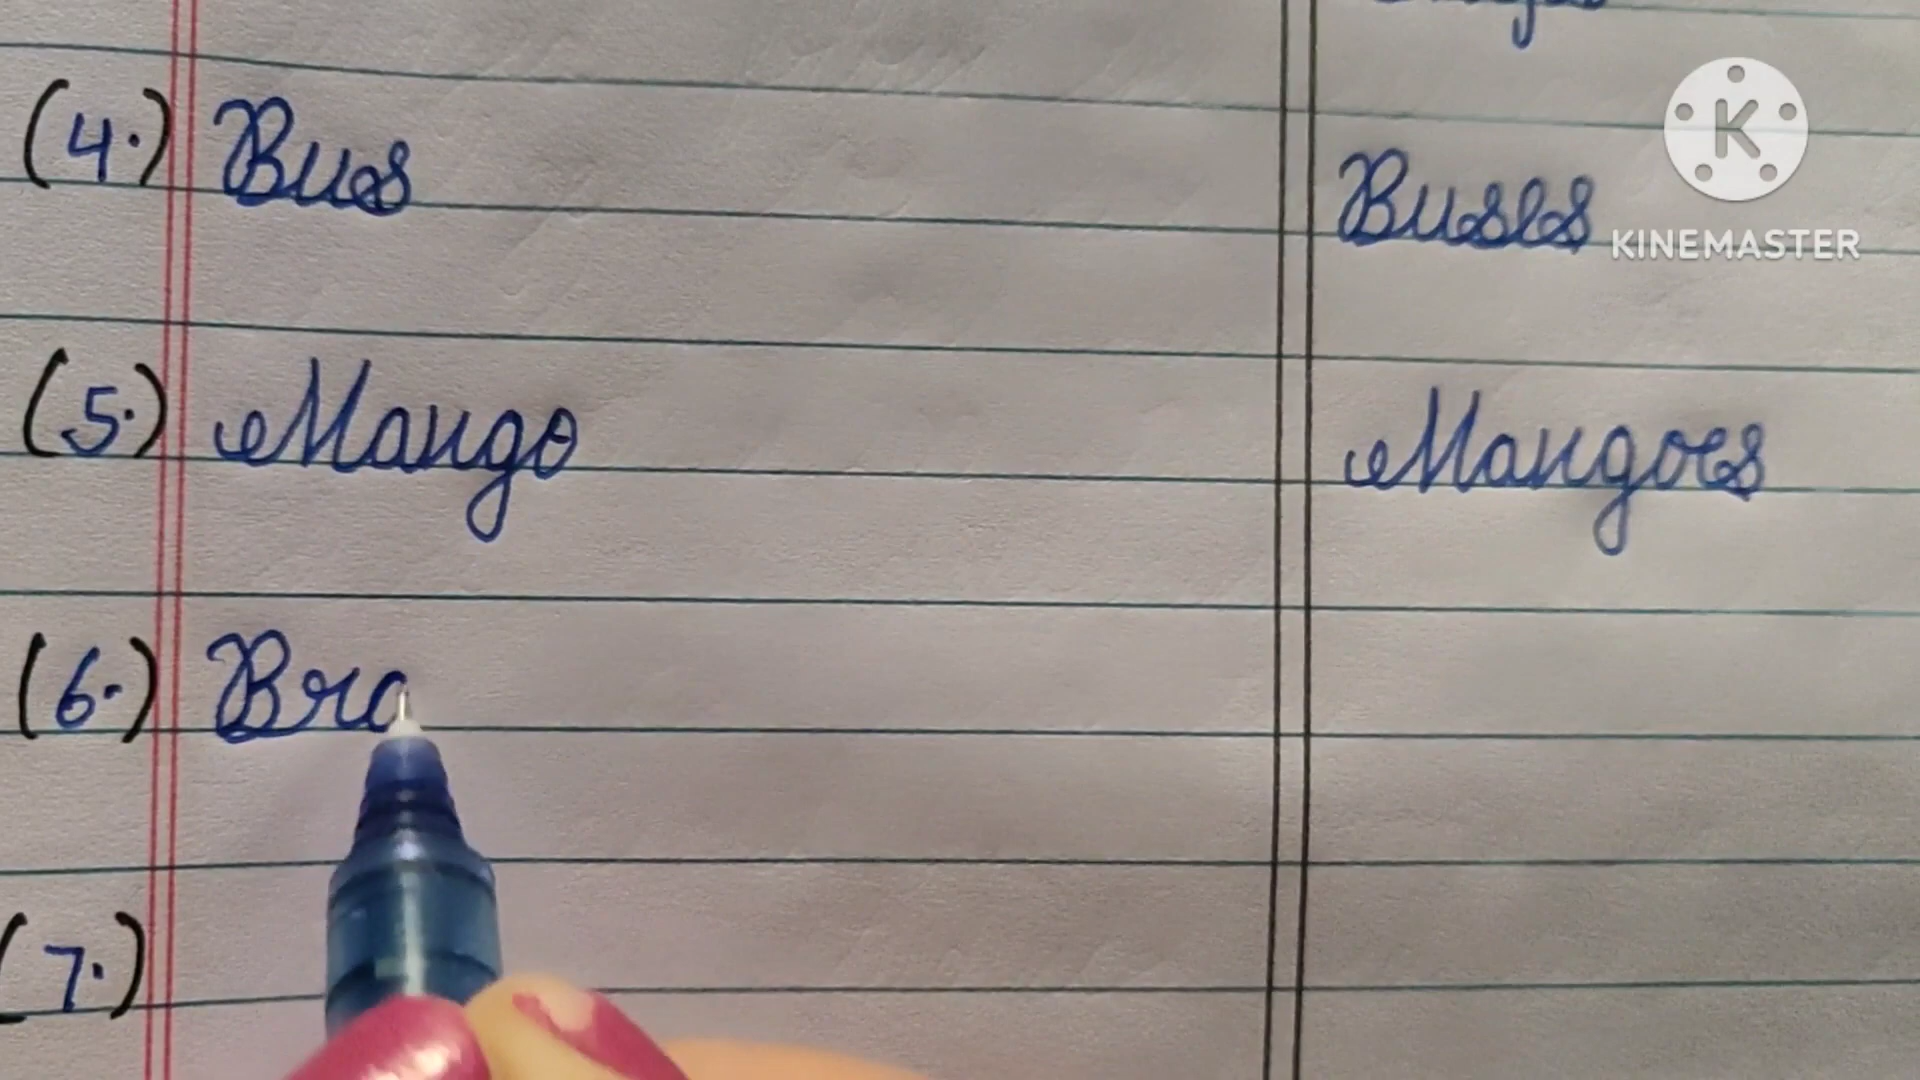 (4.) Bus Buses
K
KINEMASTER
(5.) Mango Mangoes
(6.) Bra
(7.)